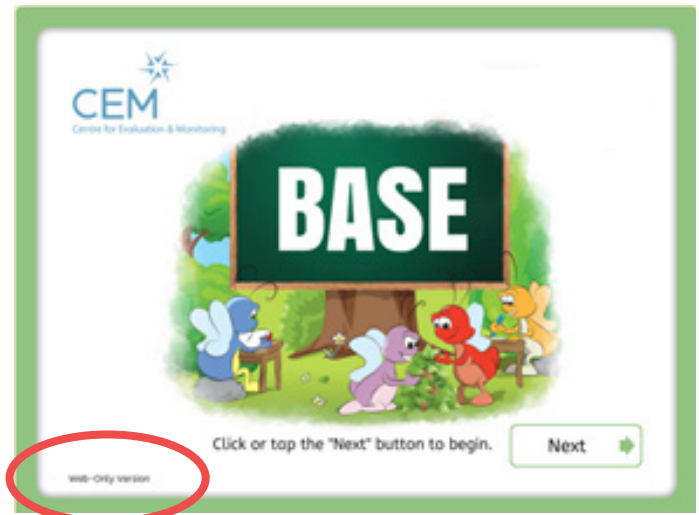 CEM
Centre for Evaluation & Monitoring
BASE
Click or tap the "Next" button to begin.
Next
Web-Only Version